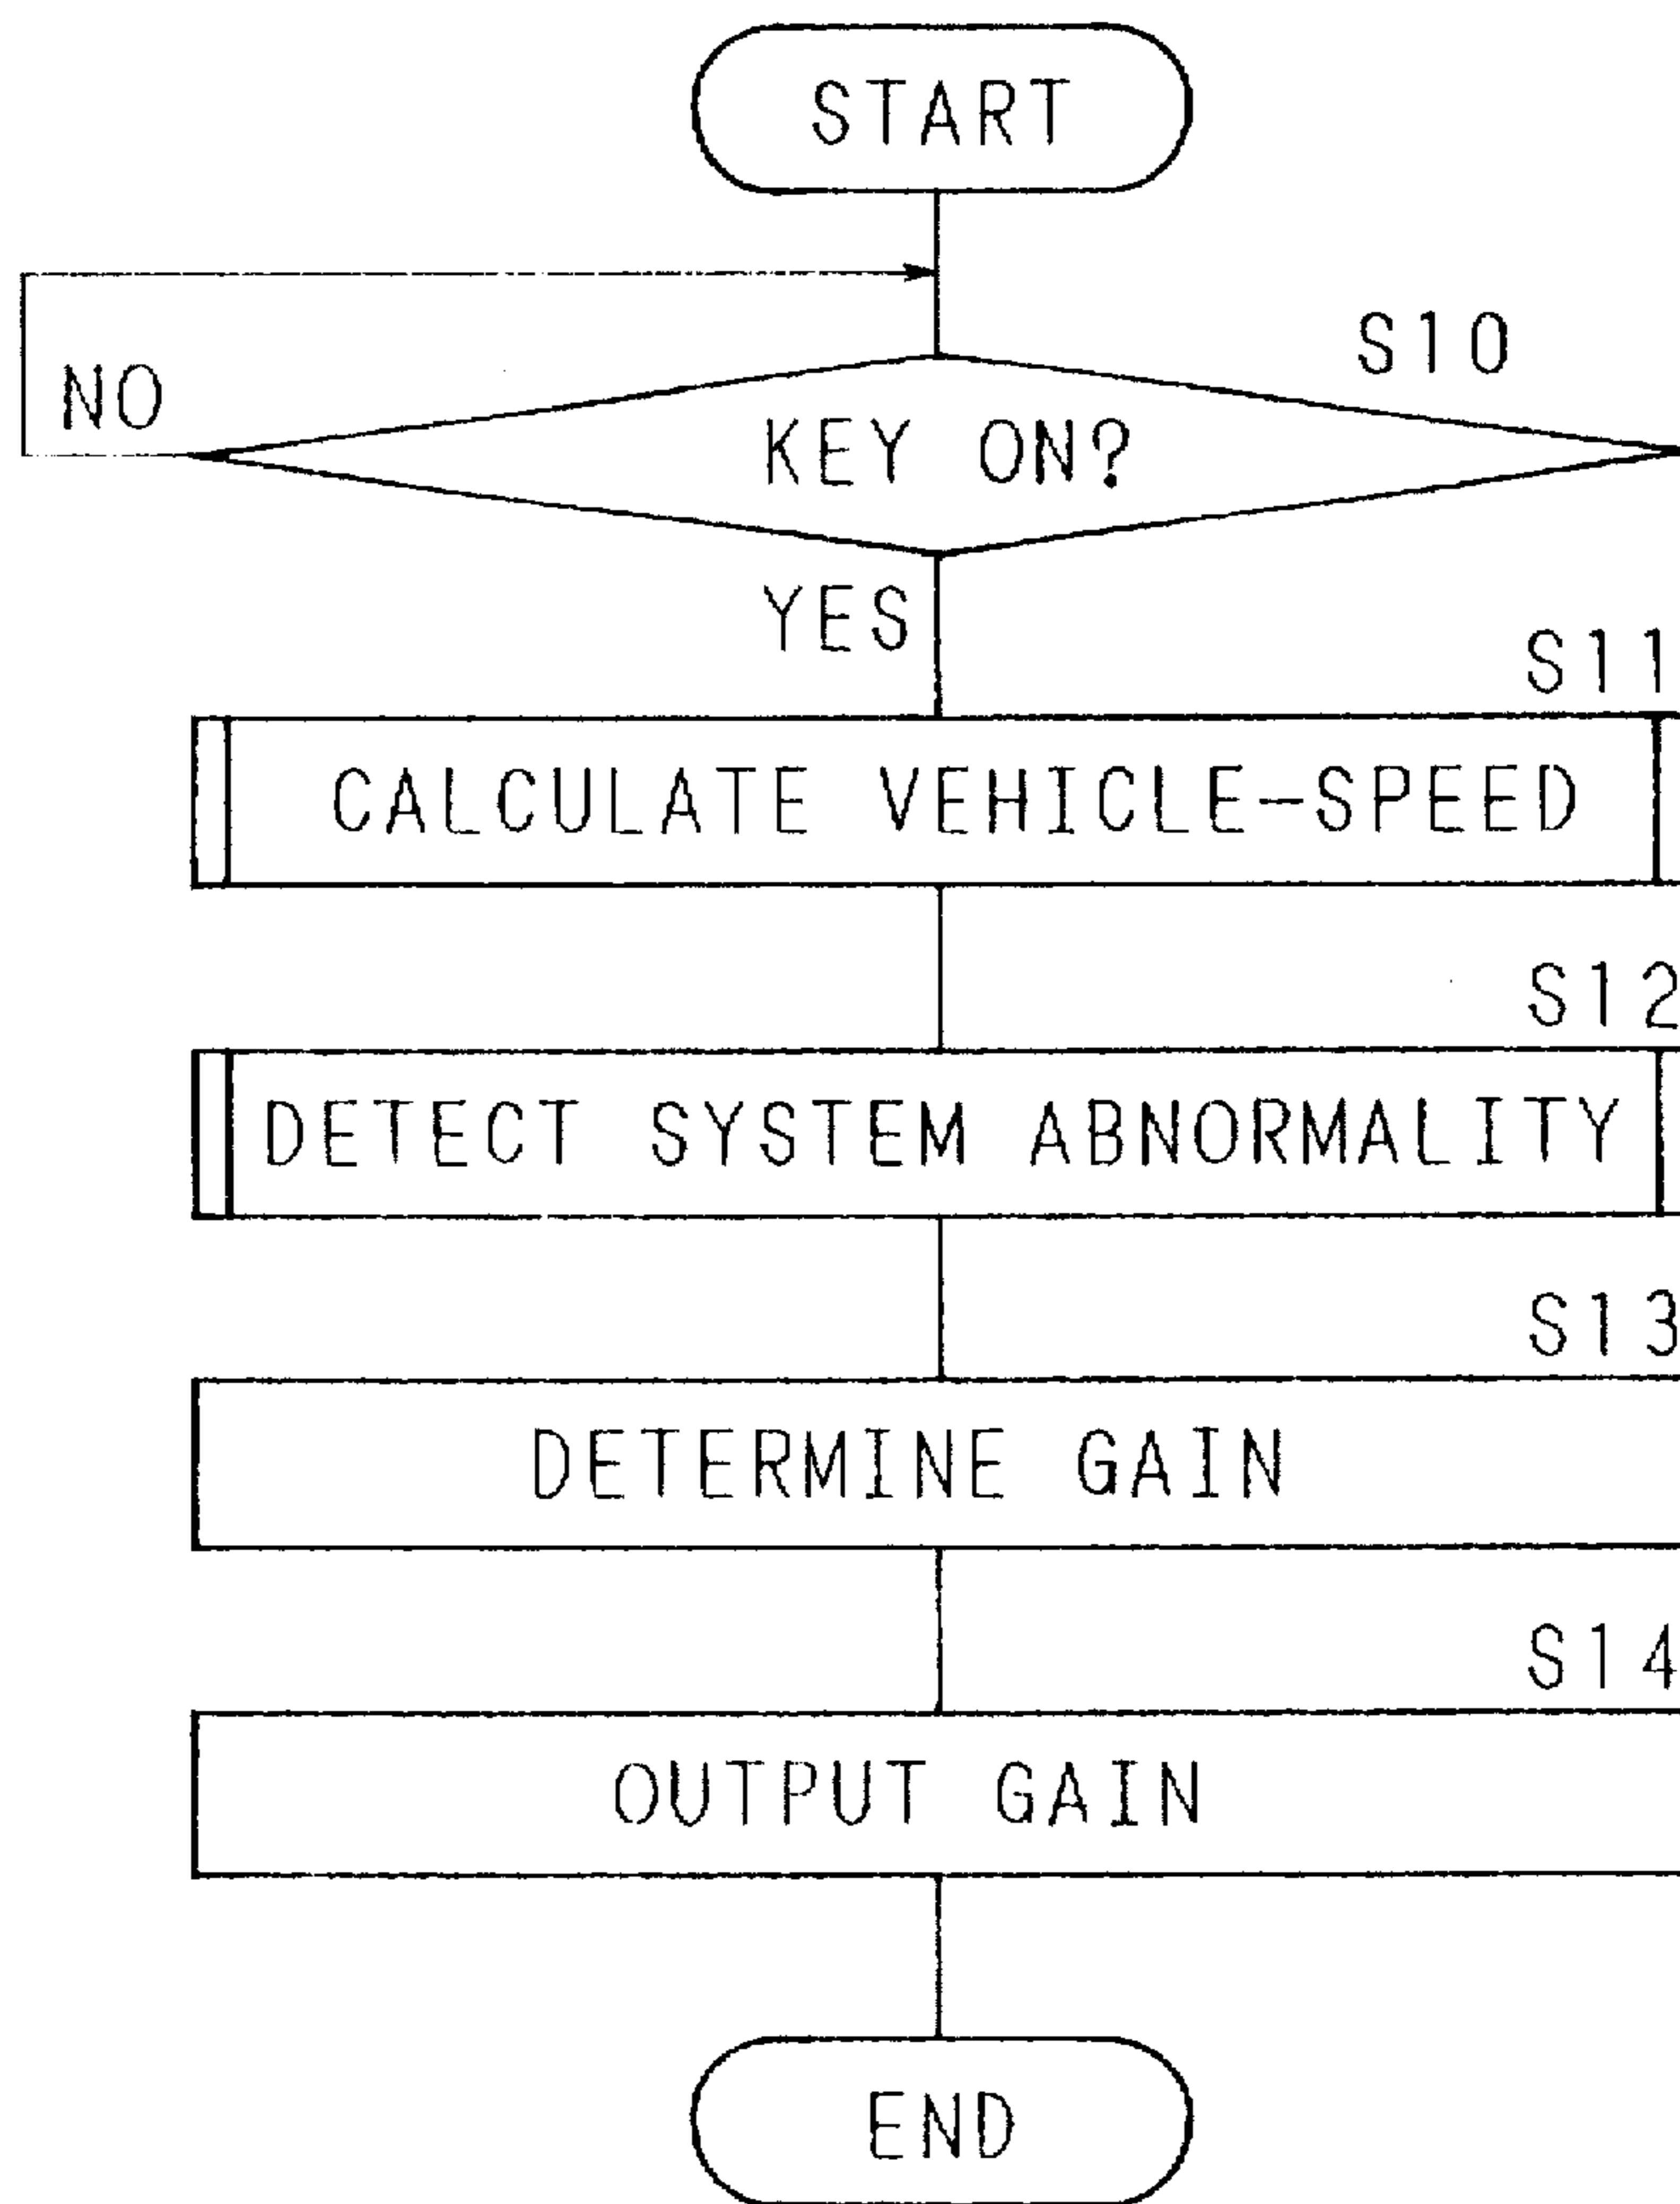 START
S10
NO
KEY ON?
YES
S11
CALCULATE VEHICLE-SPEED
S12
DETECT SYSTEM ABNORMALITY
S13
DETERMINE GAIN
S14
OUTPUT GAIN
END